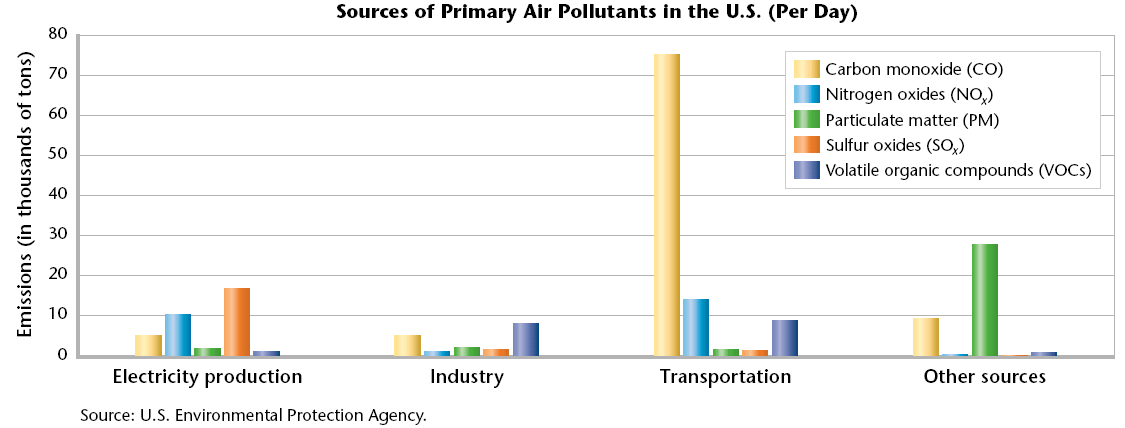 Sources of Primary Air Pollutants in the U.S. (Per Day)
Emissions (in thousands of tons)
80
70
60
50
40
30
20
10
0
Carbon monoxide (CO)
Nitrogen oxides (NOx)
Particulate matter (PM)
Sulfur oxides (SOx)
Volatile organic compounds (VOCs)
Electricity production
Industry
Transportation
Other sources
Source: U.S. Environmental Protection Agency.